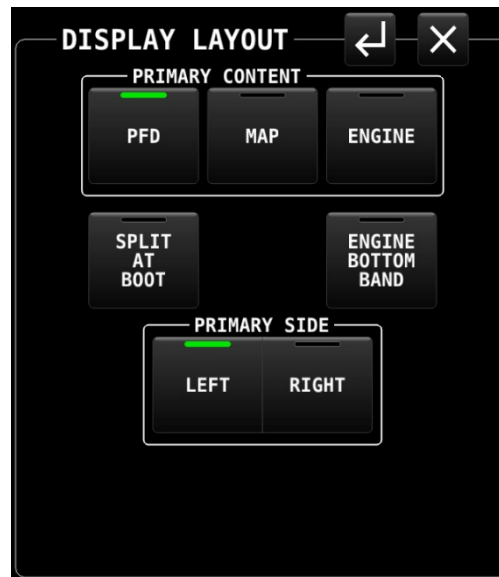 DISPLAY LAYOUT
PRIMARY CONTENT
PFD
MAP
ENGINE
SPLIT
AT
BOOT
ENGINE
BOTTOM
BAND
PRIMARY SIDE
LEFT
RIGHT